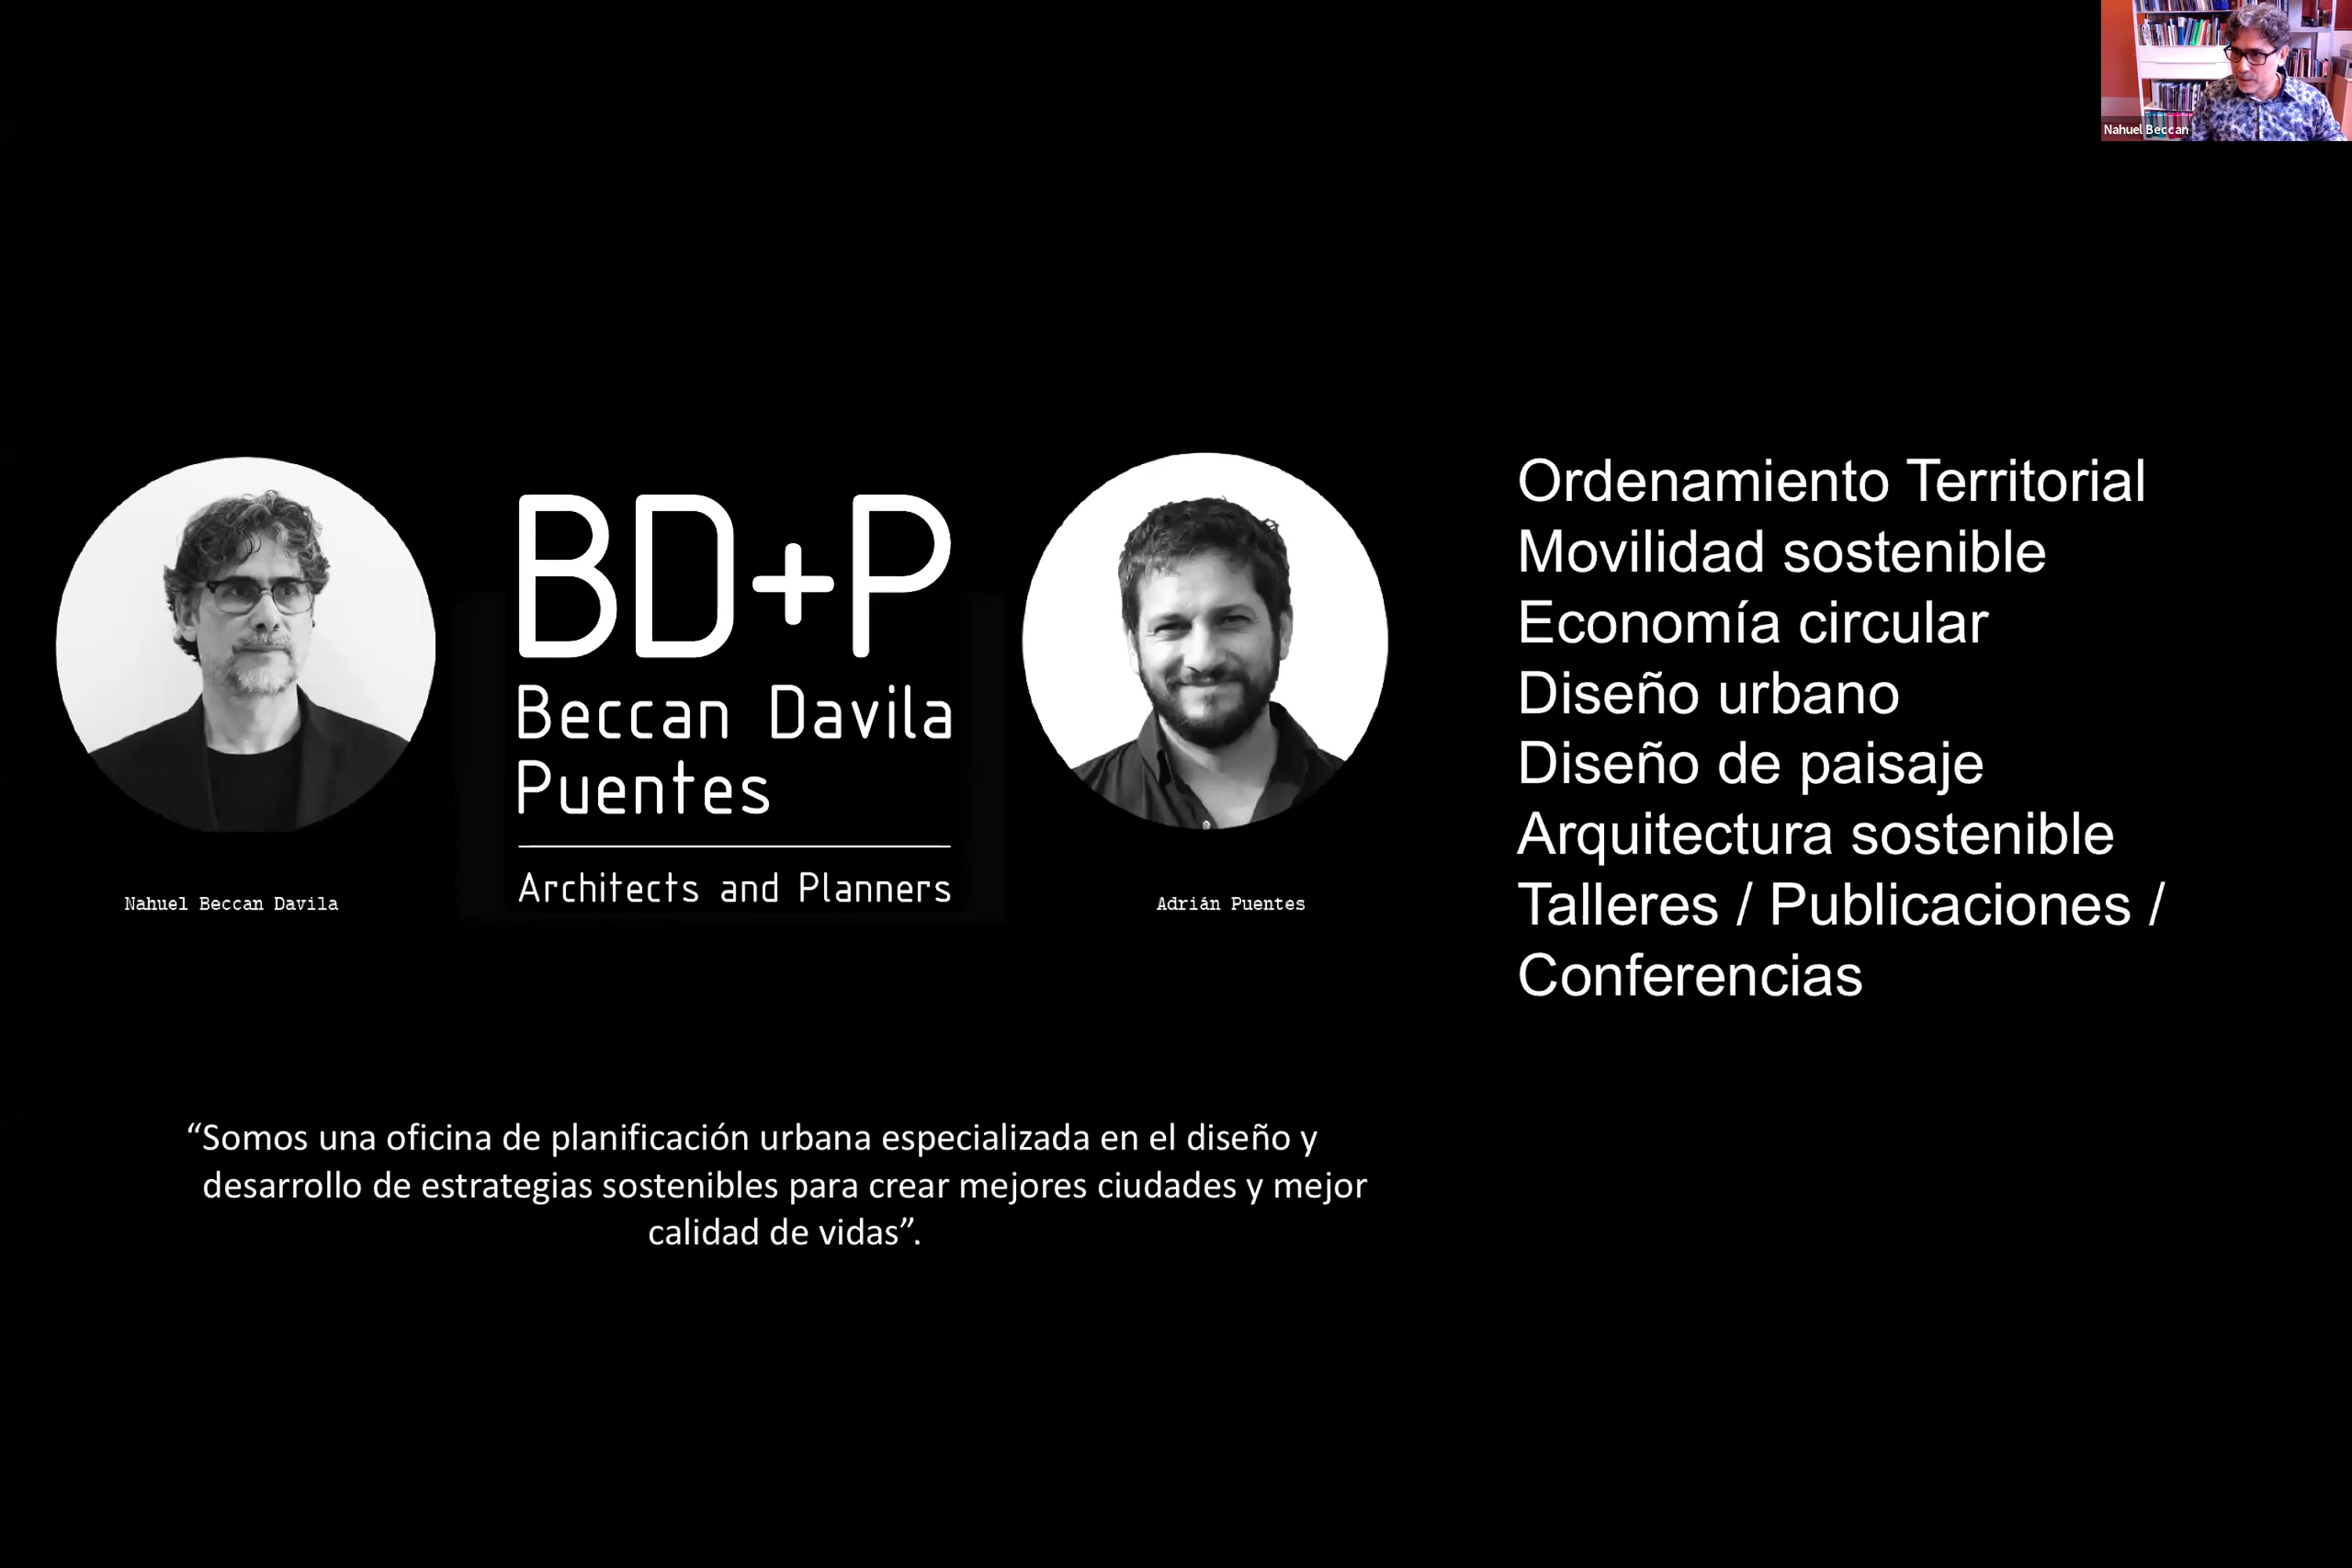 Nahuel Beccan
BD+P
Beccan Davila
Puentes
Architects and Planners
Nahuel Beccan Davila
Adrián Puentes
Ordenamiento Territorial
Movilidad sostenible
Economía circular
Diseño urbano
Diseño de paisaje
Arquitectura sostenible
Talleres / Publicaciones /
Conferencias
“Somos una oficina de planificación urbana especializada en el diseño y
desarrollo de estrategias sostenibles para crear mejores ciudades y mejor
calidad de vidas”.